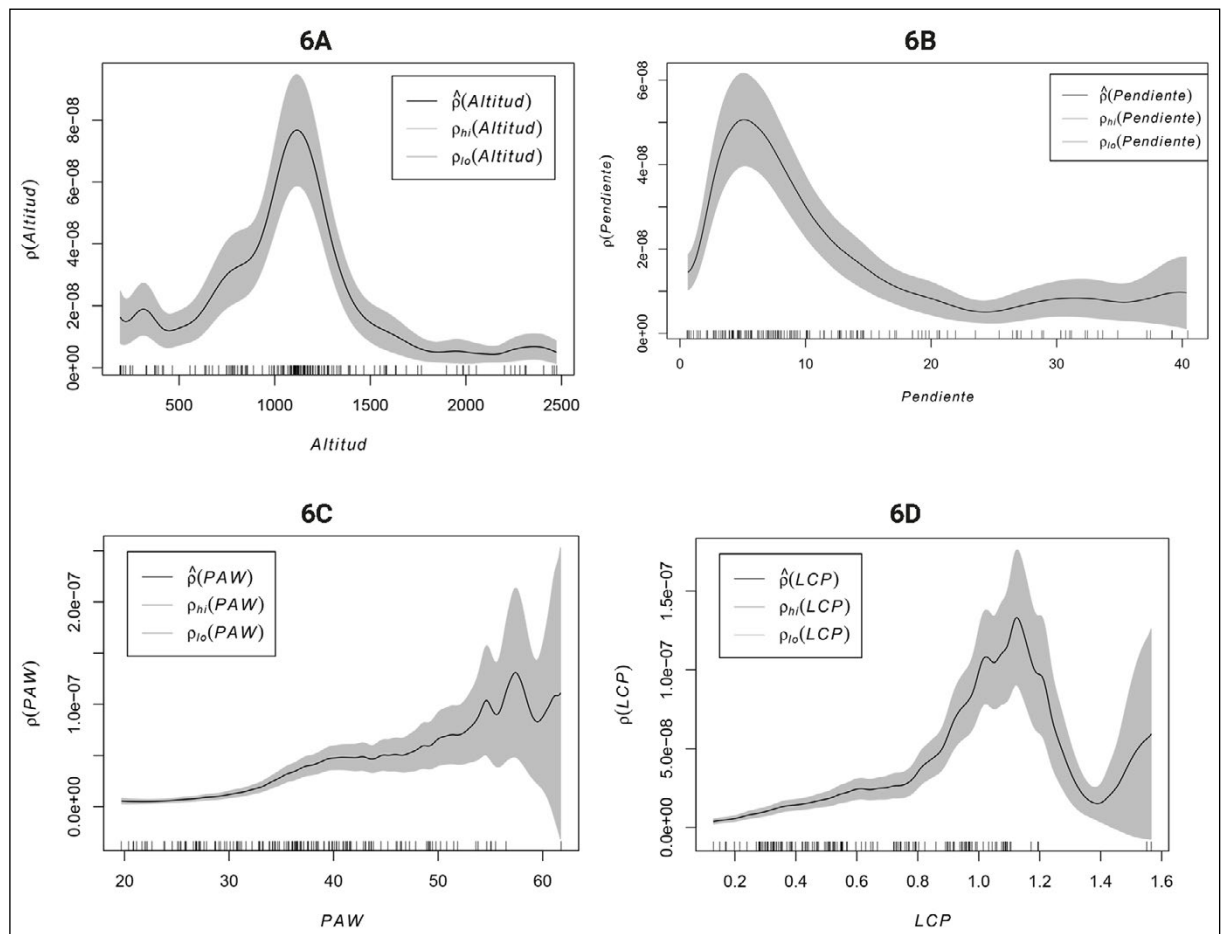 6A
ρ̂(Altitud)
ρhi(Altitud)
ρlo(Altitud)
ρ(Altitud)
0e+00 2e−08 4e−08 6e−08 8e−08
500 1000 1500 2000 2500
Altitud
6B
ρ̂(Pendiente)
ρhi(Pendiente)
ρlo(Pendiente)
ρ(Pendiente)
0e+00 2e−08 4e−08 6e−08
0 10 20 30 40
Pendiente
6C
ρ̂(PAW)
ρhi(PAW)
ρlo(PAW)
ρ(PAW)
0.0e+00 1.0e−07 2.0e−07
20 30 40 50 60
PAW
6D
ρ̂(LCP)
ρhi(LCP)
ρlo(LCP)
ρ(LCP)
0.0e+00 5.0e−08 1.0e−07 1.5e−07
0.2 0.4 0.6 0.8 1.0 1.2 1.4 1.6
LCP